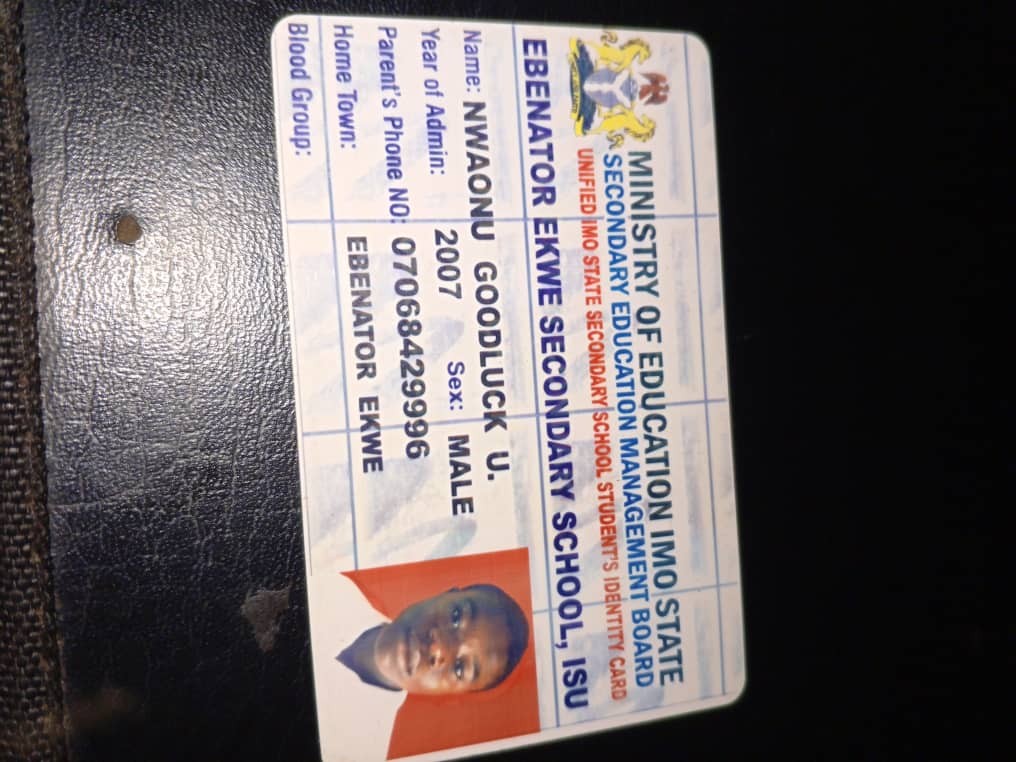 MINISTRY OF EDUCATION IMO STATE
SECONDARY EDUCATION MANAGEMENT BOARD
UNIFIED IMO STATE SECONDARY SCHOOL STUDENT'S IDENTITY CARD
EBENATOR EKWE SECONDARY SCHOOL, ISU
Name: NWAONU GOODLUCK U.
Year of Admin: 2007 Sex: MALE
Parent's Phone NO: 07068429996
Home Town: EBENATOR EKWE
Blood Group: